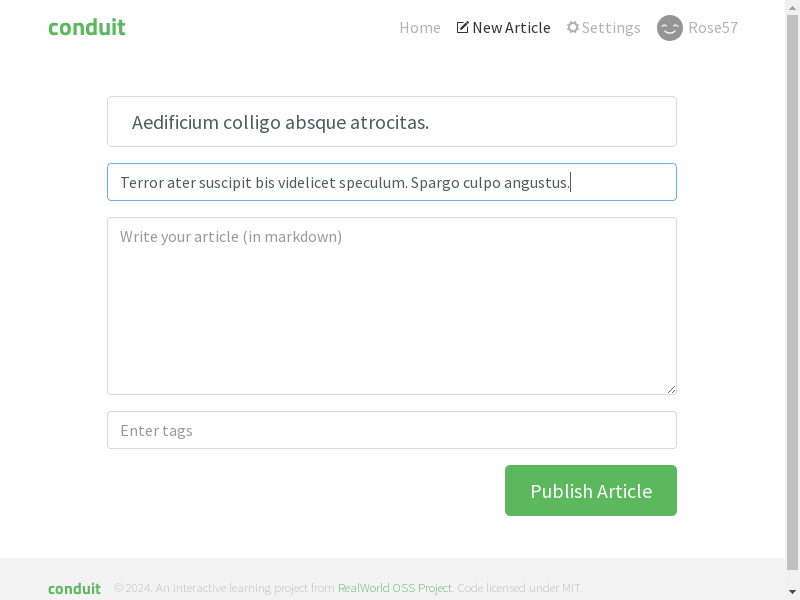 conduit
Home New Article Settings Rose57
Aedificium colligo absque atrocitas.
Terror ater suscipit bis videlicet speculum. Spargo culpo angustus.
Write your article (in markdown)
Enter tags
Publish Article
conduit © 2024. An interactive learning project from RealWorld OSS Project. Code licensed under MIT.